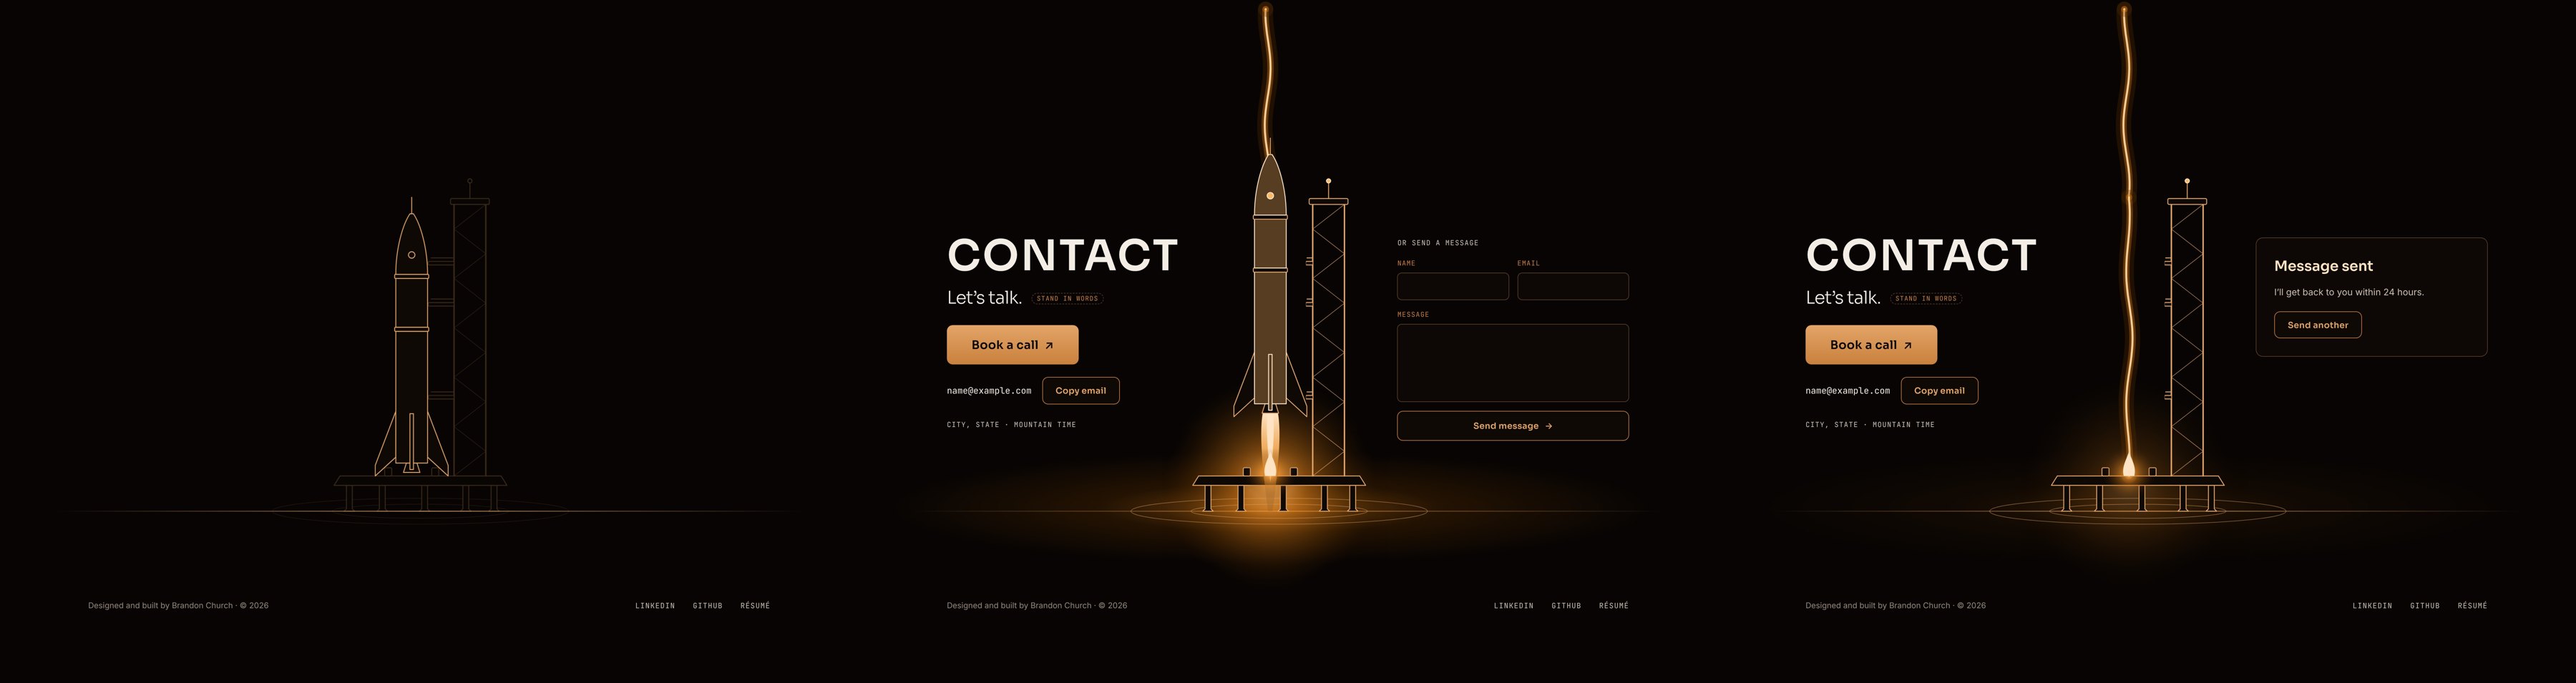 Designed and built by Brandon Church · © 2026
LINKEDIN GITHUB RÉSUMÉ
CONTACT
Let's talk. STAND IN WORDS
Book a call ↗
name@example.com Copy email
CITY, STATE · MOUNTAIN TIME
OR SEND A MESSAGE
NAME EMAIL
MESSAGE
Send message →
Designed and built by Brandon Church · © 2026
LINKEDIN GITHUB RÉSUMÉ
CONTACT
Let's talk. STAND IN WORDS
Book a call ↗
name@example.com Copy email
CITY, STATE · MOUNTAIN TIME
Message sent
I'll get back to you within 24 hours.
Send another
Designed and built by Brandon Church · © 2026
LINKEDIN GITHUB RÉSUMÉ